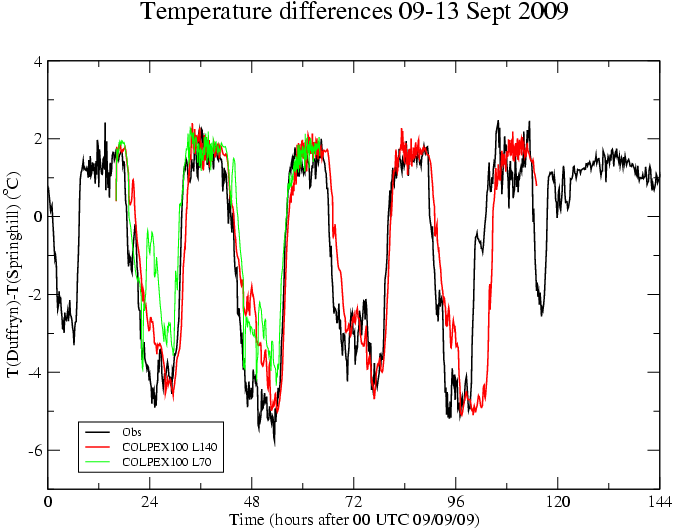 Temperature differences 09-13 Sept 2009
T(Duffryn)-T(Springhill) (°C)
4
2
0
-2
-4
-6
Obs
COLPEX100 L140
COLPEX100 L70
0 24 48 72 96 120 144
Time (hours after 00 UTC 09/09/09)